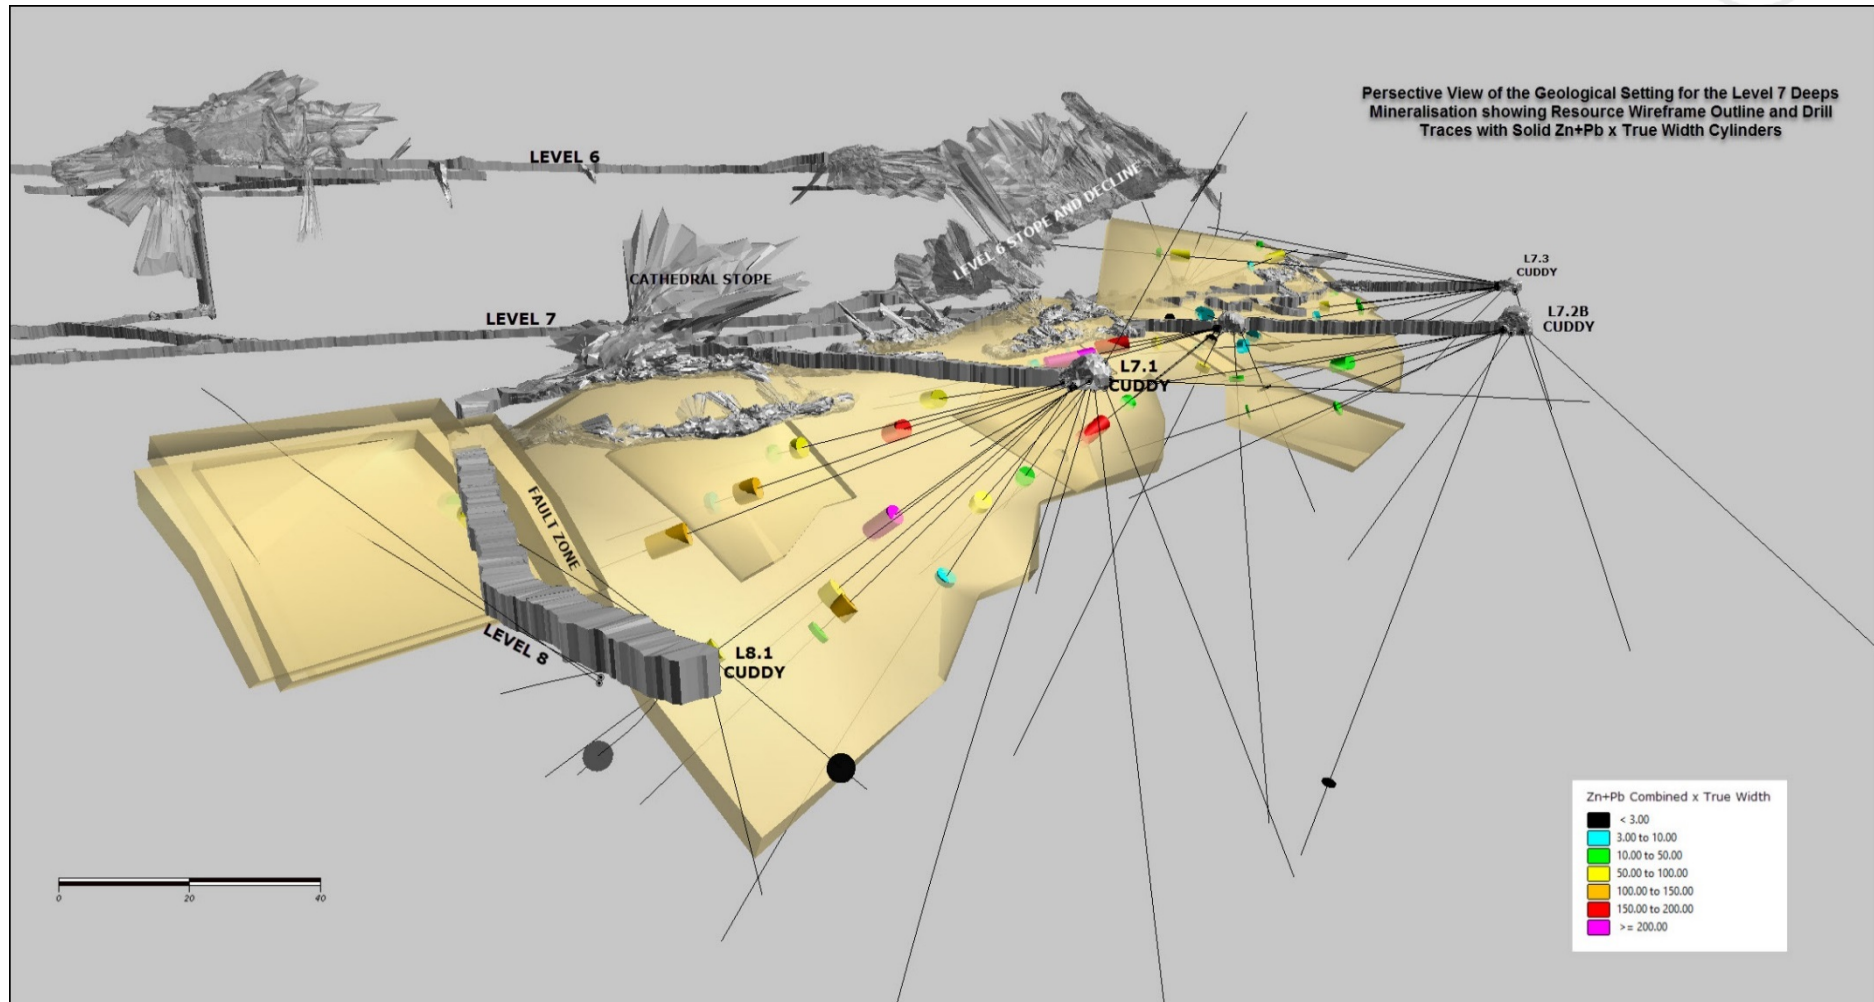 Persective View of the Geological Setting for the Level 7 Deeps
Mineralisation showing Resource Wireframe Outline and Drill
Traces with Solid Zn+Pb x True Width Cylinders
LEVEL 6
LEVEL 6 STOPE AND DECLINE
CATHEDRAL STOPE
LEVEL 7
L7.3
CUDDY
L7.2B
CUDDY
L7.1
CUDDY
FAULT ZONE
LEVEL 8
L8.1
CUDDY
Zn+Pb Combined x True Width
< 3.00
3.00 to 10.00
10.00 to 50.00
50.00 to 100.00
100.00 to 150.00
150.00 to 200.00
>= 200.00
0 20 40